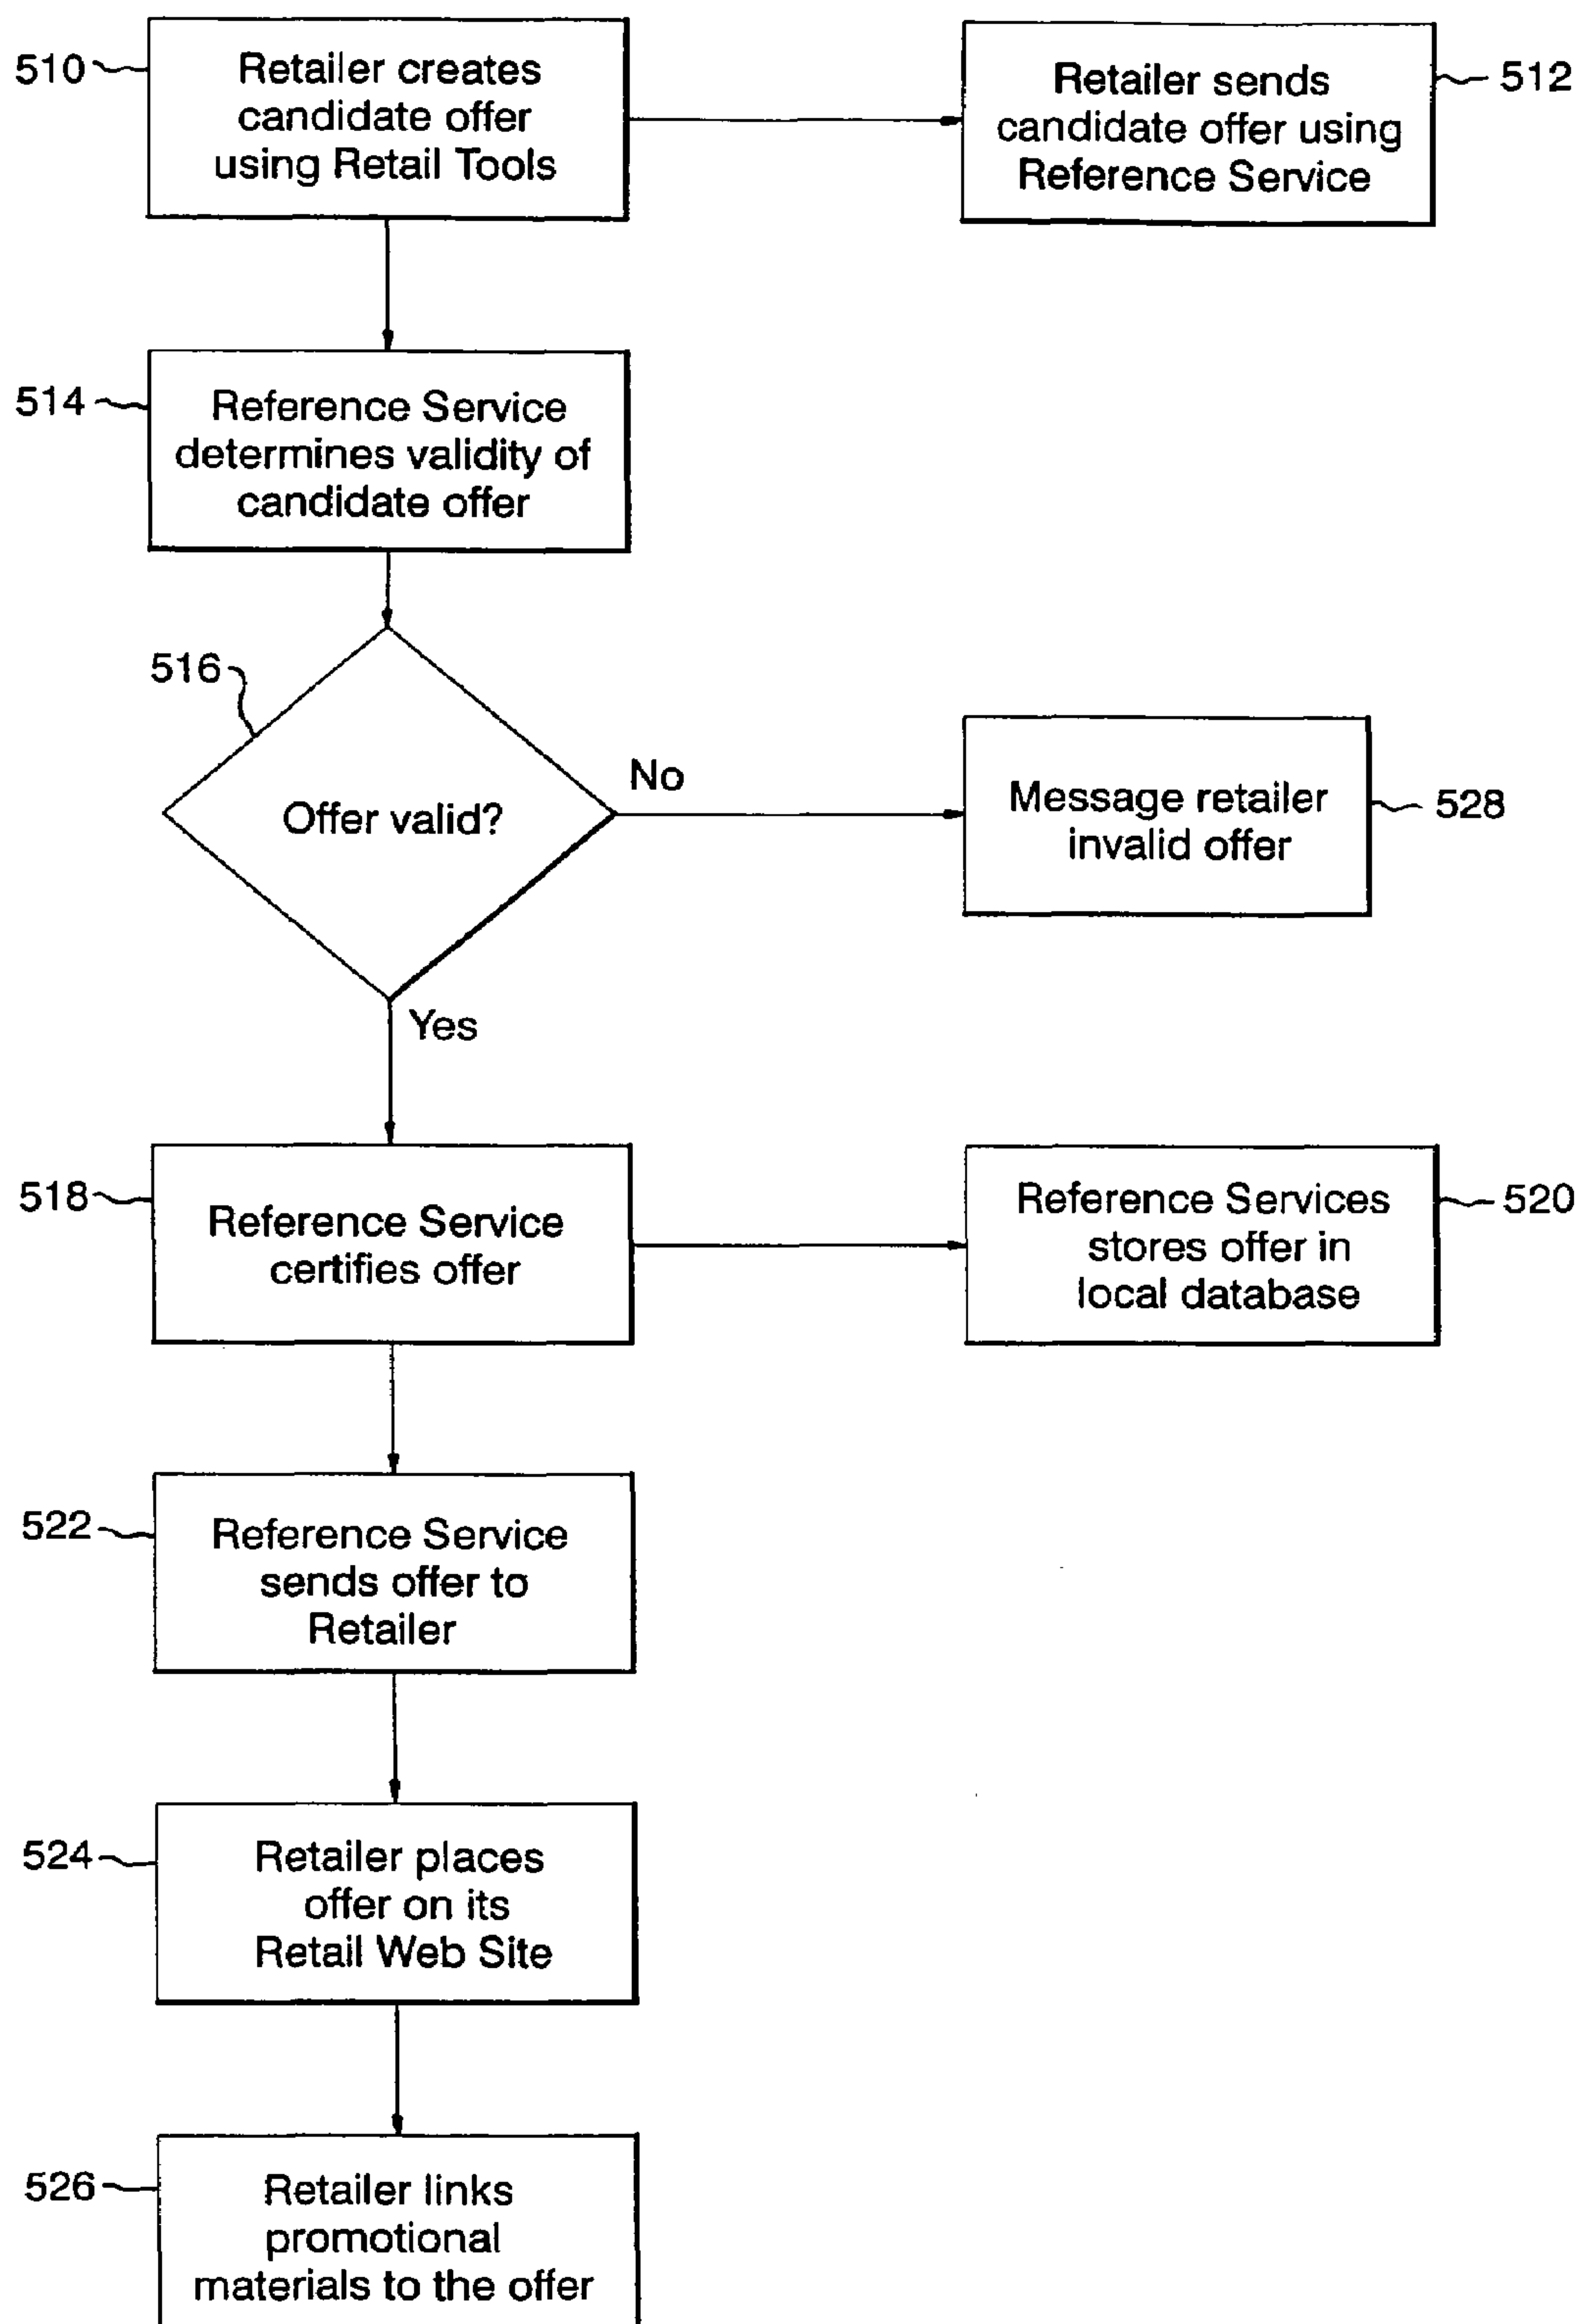 510
Retailer creates
candidate offer
using Retail Tools
Retailer sends
candidate offer using
Reference Service
512
514
Reference Service
determines validity of
candidate offer
516
Offer valid?
No
Message retailer
invalid offer
528
Yes
518
Reference Service
certifies offer
Reference Services
stores offer in
local database
520
522
Reference Service
sends offer to
Retailer
524
Retailer places
offer on its
Retail Web Site
526
Retailer links
promotional
materials to the offer